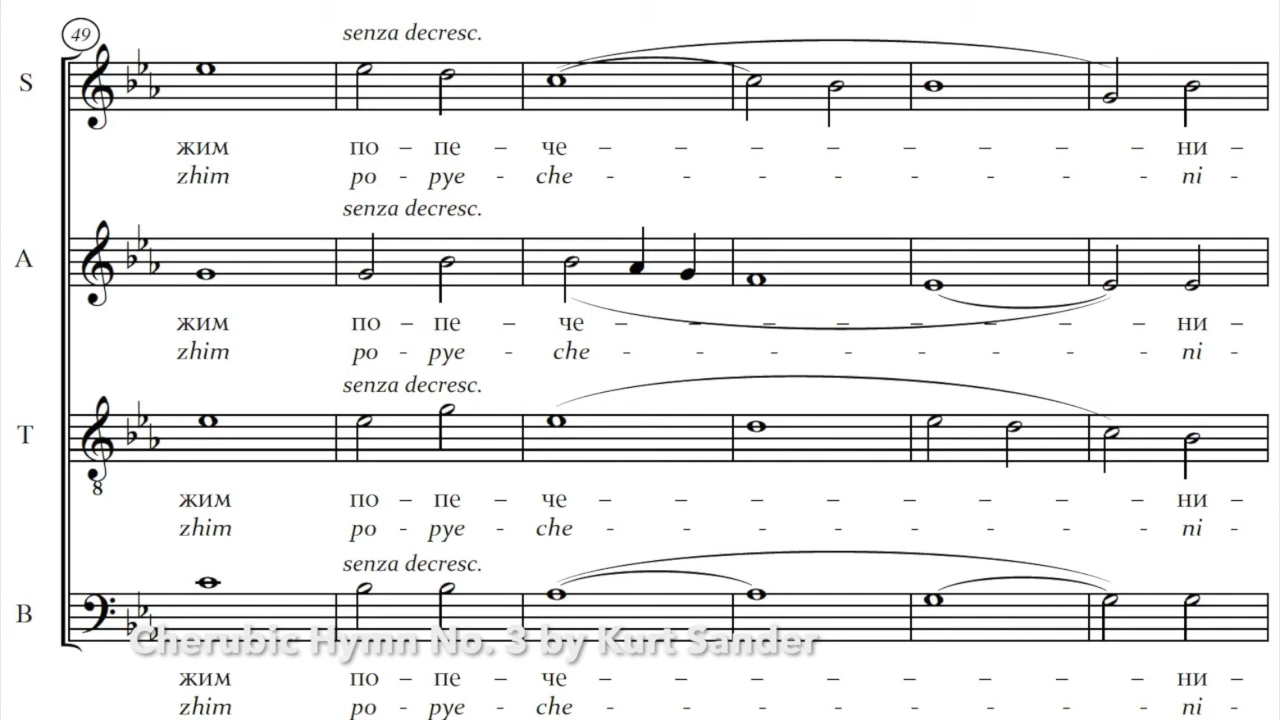 49
senza decresc.
S
жим по – пе – че – – – – – – – ни –
zhim po - pye - che - - - - - - - - ni -
senza decresc.
A
жим по – пе – че – – – – – – – – ни –
zhim po - pye - che - - - - - - - ni -
senza decresc.
T
8
жим по – пе – че – – – – – – – ни –
zhim po - pye - che - - - - - - - - ni -
senza decresc.
B
Cherubic Hymn No. 3 by Kurt Sander
жим по – пе – че – – – – – – – ни –
zhim po - pye - che - - - - - - - - ni -